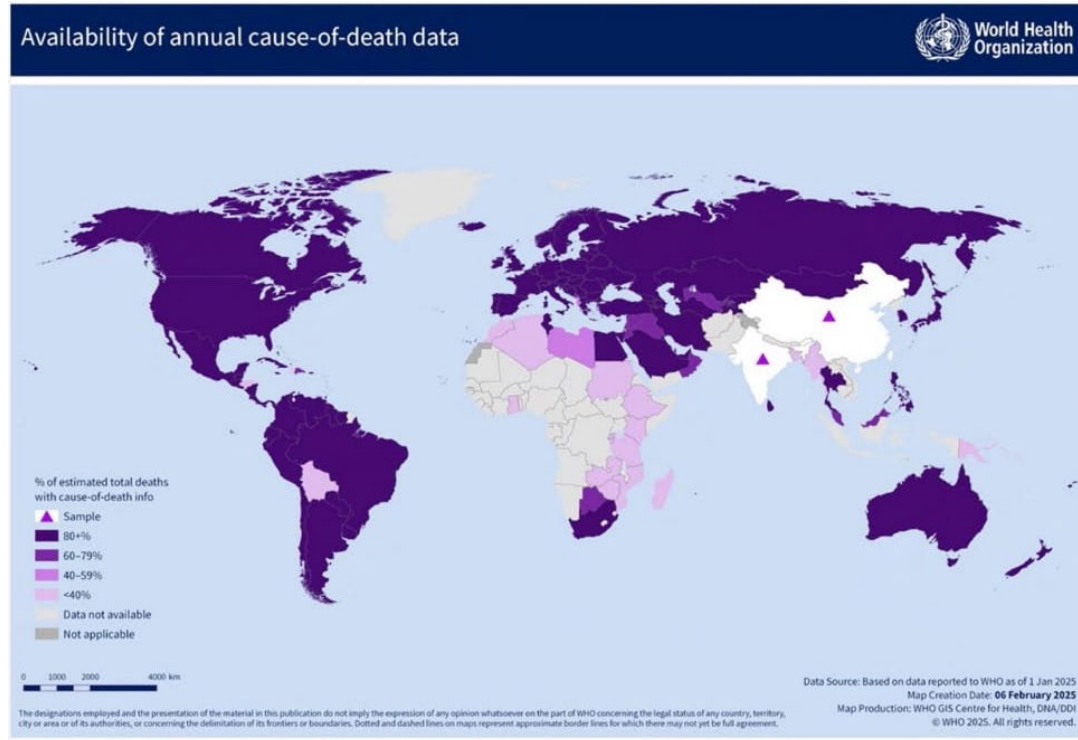 Availability of annual cause-of-death data
World Health
Organization
% of estimated total deaths
with cause-of-death info
Sample
80+%
60–79%
40–59%
<40%
Data not available
Not applicable
0 1000 2000 4000 km
Data Source: Based on data reported to WHO as of 1 Jan 2025
Map Creation Date: 06 February 2025
Map Production: WHO GIS Centre for Health, DNA/DDI
© WHO 2025. All rights reserved.
The designations employed and the presentation of the material in this publication do not imply the expression of any opinion whatsoever on the part of WHO concerning the legal status of any country, territory,
city or area or of its authorities, or concerning the delimitation of its frontiers or boundaries. Dotted and dashed lines on maps represent approximate border lines for which there may not yet be full agreement.